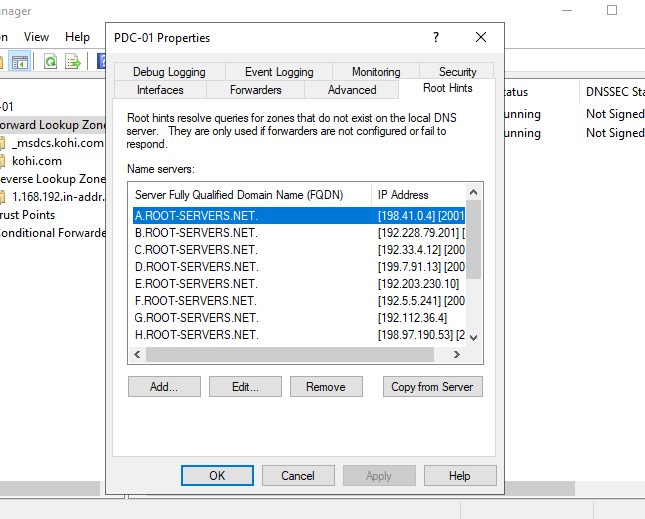 anager
on View Help
PDC-01 Properties
? 
Debug Logging Event Logging Monitoring Security
Interfaces Forwarders Advanced Root Hints
Root hints resolve queries for zones that do not exist on the local DNS
server. They are only used if forwarders are not configured or fail to
respond.
Name servers:
Server Fully Qualified Domain Name (FQDN) IP Address
A.ROOT-SERVERS.NET. [198.41.0.4] [2001
B.ROOT-SERVERS.NET. [192.228.79.201] [
C.ROOT-SERVERS.NET. [192.33.4.12] [200
D.ROOT-SERVERS.NET. [199.7.91.13] [200
E.ROOT-SERVERS.NET. [192.203.230.10]
F.ROOT-SERVERS.NET. [192.5.5.241] [200
G.ROOT-SERVERS.NET. [192.112.36.4]
H.ROOT-SERVERS.NET. [198.97.190.53] [2
Add... Edit... Remove Copy from Server
OK Cancel Apply Help
-01
orward Lookup Zone
_msdcs.kohi.com
kohi.com
everse Lookup Zone
1.168.192.in-addr.
rust Points
onditional Forwarde
tatus DNSSEC Sta
unning Not Signed
unning Not Signed